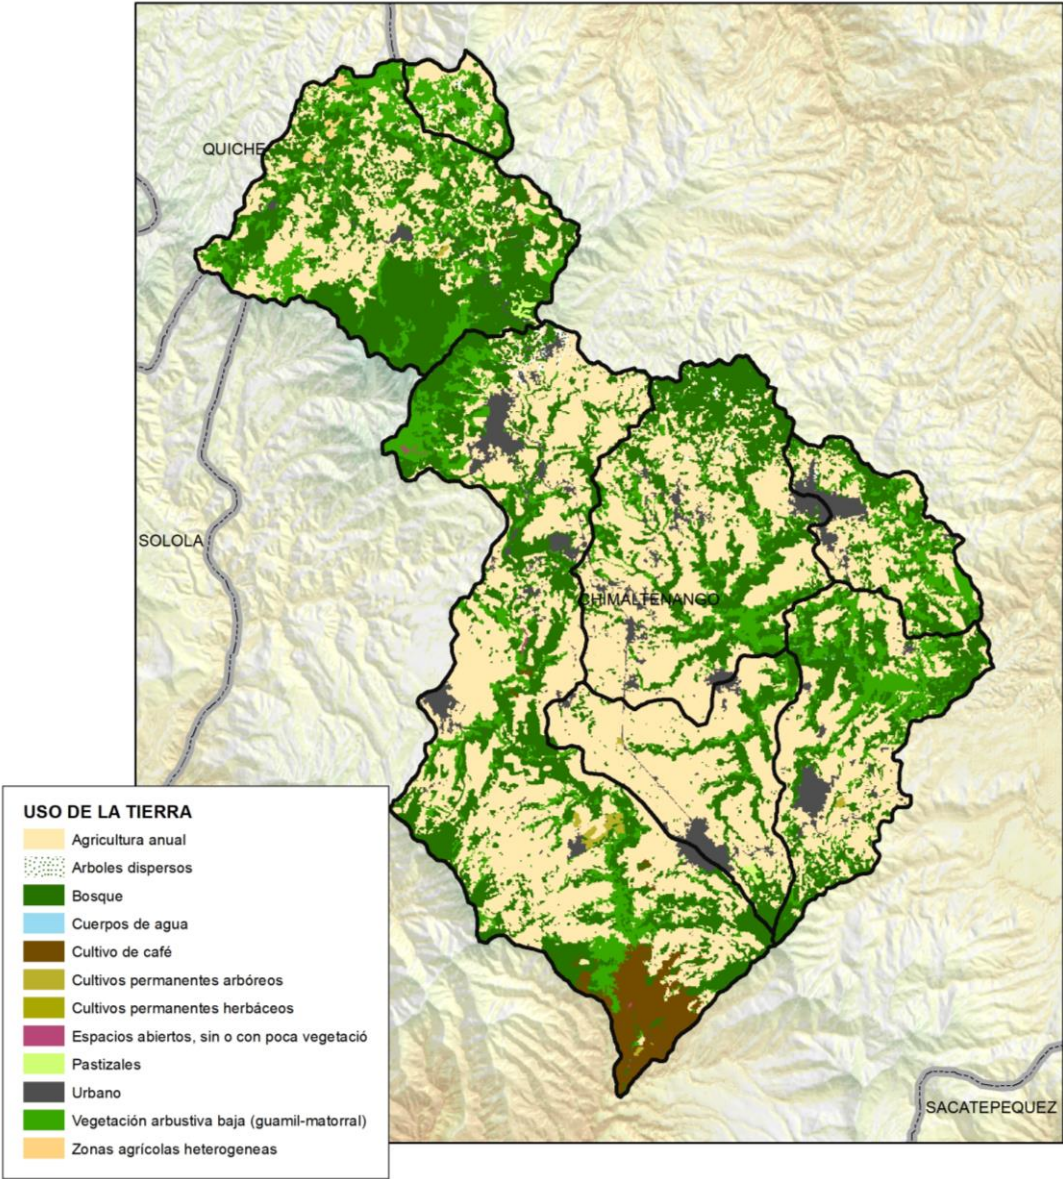 QUICHE
SOLOLA
CHIMALTENANGO
USO DE LA TIERRA
Agricultura anual
Arboles dispersos
Bosque
Cuerpos de agua
Cultivo de café
Cultivos permanentes arbóreos
Cultivos permanentes herbáceos
Espacios abiertos, sin o con poca vegetació
Pastizales
Urbano
Vegetación arbustiva baja (guamil-matorral)
Zonas agrícolas heterogeneas
SACATEPEQUEZ